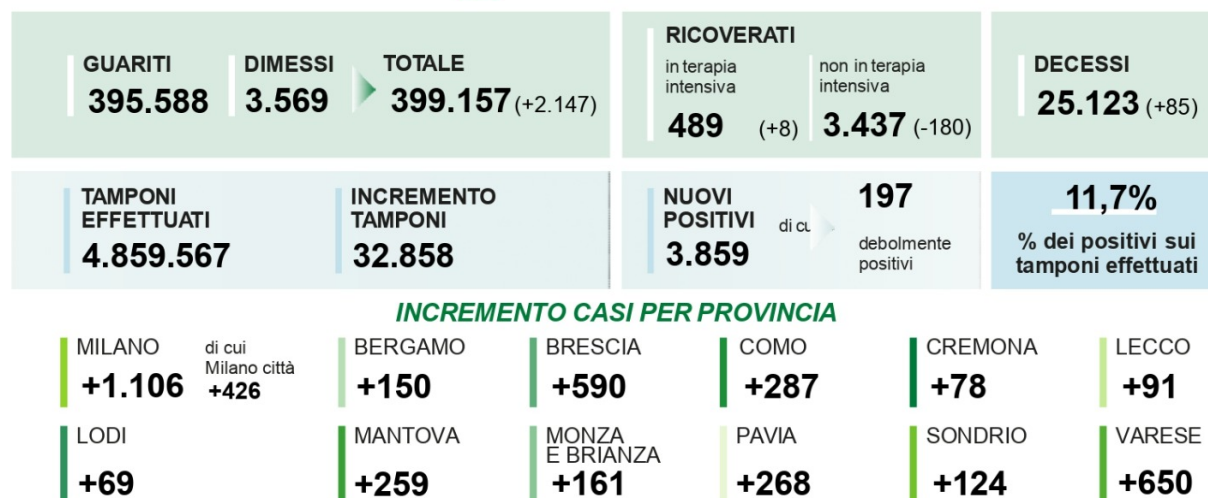 GUARITI
395.588
DIMESSI
3.569
TOTALE
399.157 (+2.147)
RICOVERATI
in terapia
intensiva
489 (+8)
non in terapia
intensiva
3.437 (-180)
DECESSI
25.123 (+85)
TAMPONI
EFFETTUATI
4.859.567
INCREMENTO
TAMPONI
32.858
NUOVI
POSITIVI
3.859
di cu
197
debolmente
positivi
11,7%
% dei positivi sui
tamponi effettuati
INCREMENTO CASI PER PROVINCIA
MILANO
+1.106
di cui
Milano città
+426
BERGAMO
+150
BRESCIA
+590
COMO
+287
CREMONA
+78
LECCO
+91
LODI
+69
MANTOVA
+259
MONZA
E BRIANZA
+161
PAVIA
+268
SONDRIO
+124
VARESE
+650